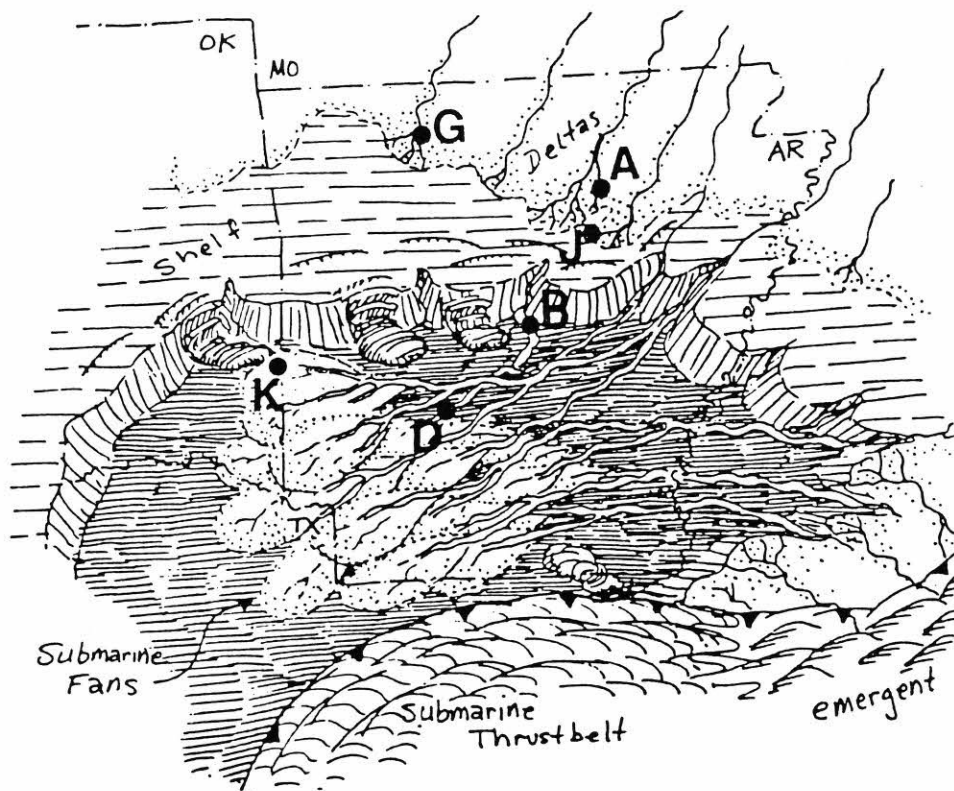 OK
MO
G
Deltas
A
AR
Shelf
J
B
K
D
TX
Submarine
Fans
Submarine
Thrustbelt
emergent